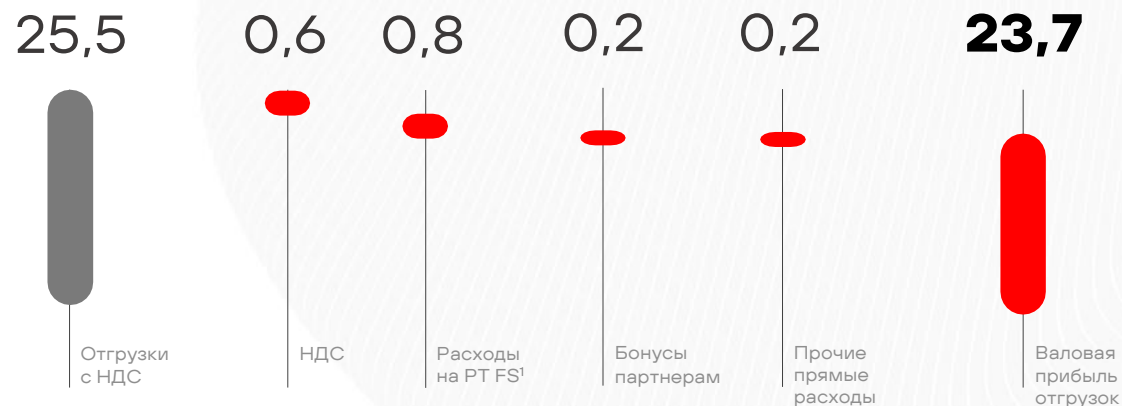 25,5
0,6
0,8
0,2
0,2
23,7
Отгрузки
с НДС
НДС
Расходы
на PT FS¹
Бонусы
партнерам
Прочие
прямые
расходы
Валовая
прибыль
отгрузок